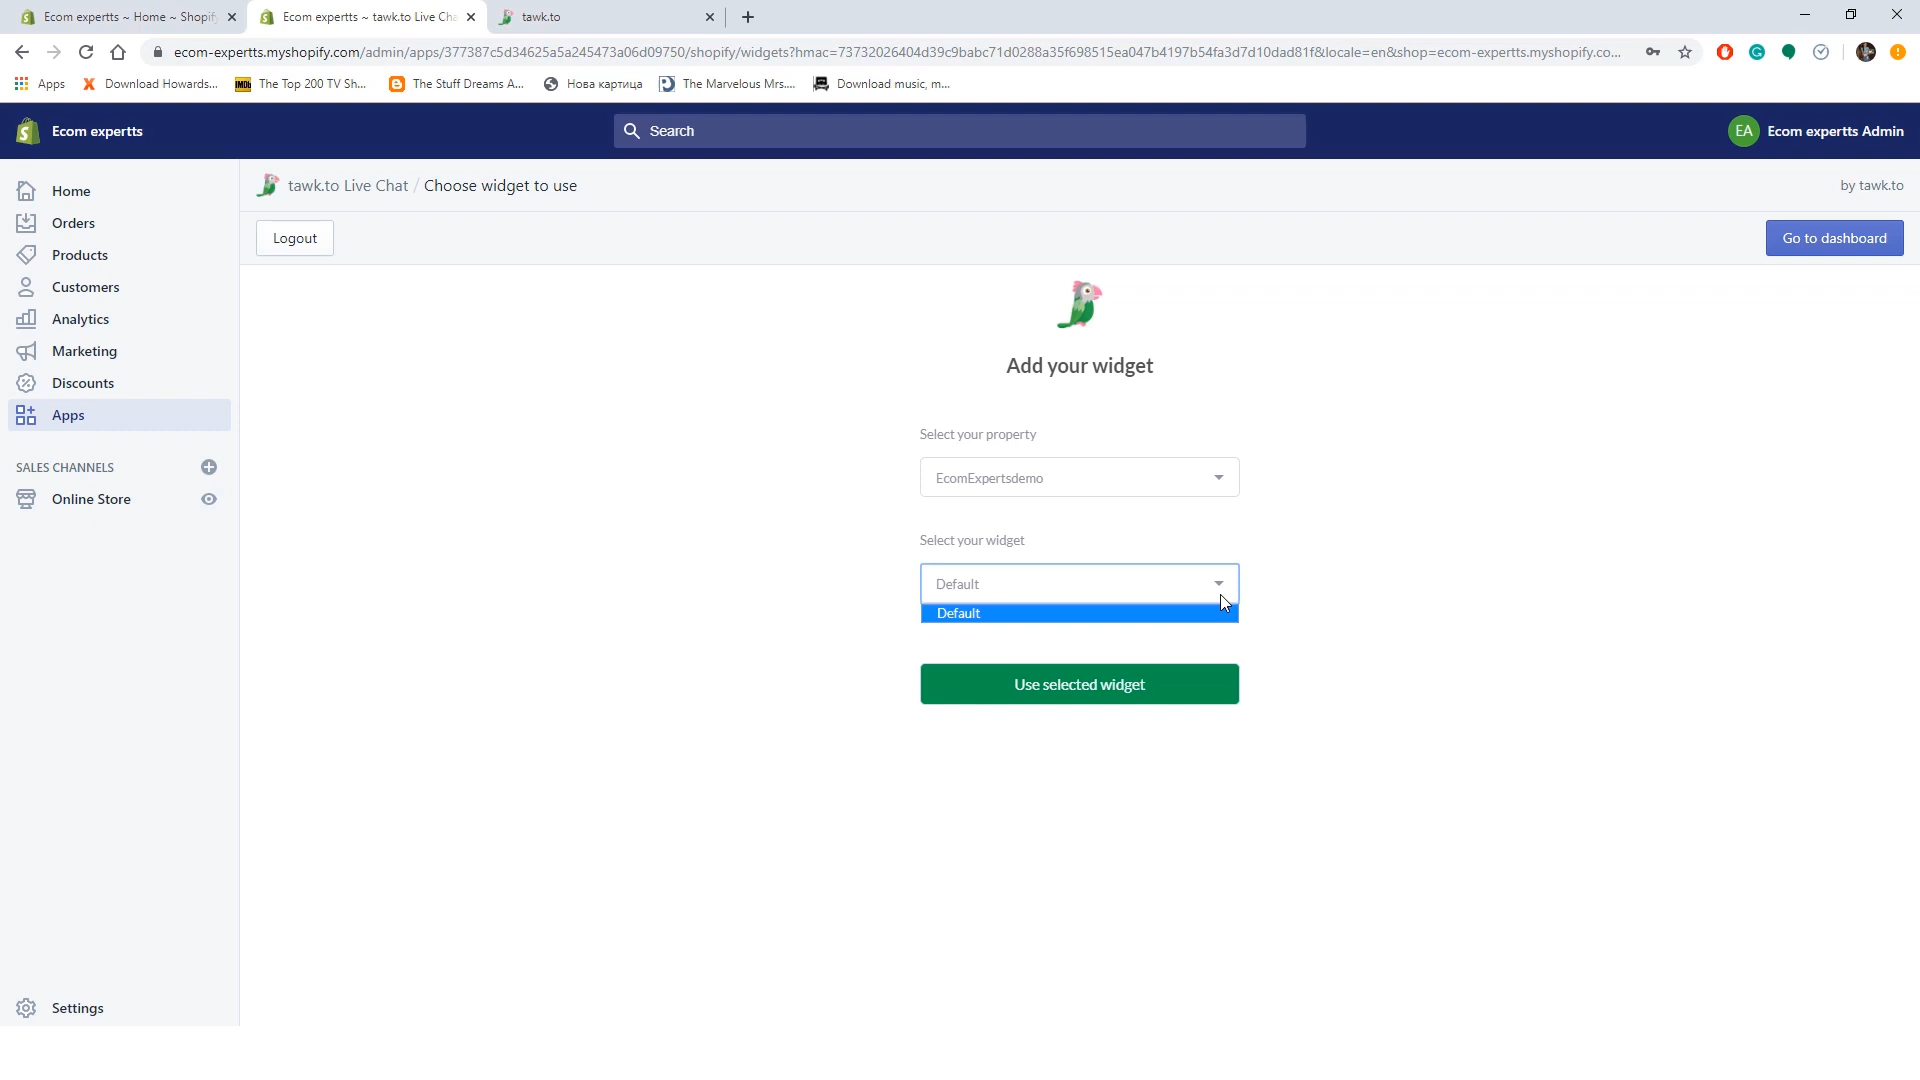 Ecom expertts ~ Home ~ Shopif
Ecom expertts ~ tawk.to Live Cha
tawk.to
ecom-expertts.myshopify.com/admin/apps/377387c5d34625a5a245473a06d09750/shopify/widgets?hmac=73732026404d39c9babc71d0288a35f698515ea047b4197b54fa3d7d10dad81f&locale=en&shop=ecom-expertts.myshopify.co...
Apps
Download Howards...
IMDb
The Top 200 TV Sh...
The Stuff Dreams A...
Нова картица
The Marvelous Mrs....
Download music, m...
Ecom expertts
Search
EA
Ecom expertts Admin
Home
Orders
Products
Customers
Analytics
Marketing
Discounts
Apps
SALES CHANNELS
Online Store
Settings
tawk.to Live Chat / Choose widget to use
by tawk.to
Logout
Go to dashboard
Add your widget
Select your property
EcomExpertsdemo
Select your widget
Default
Default
Use selected widget